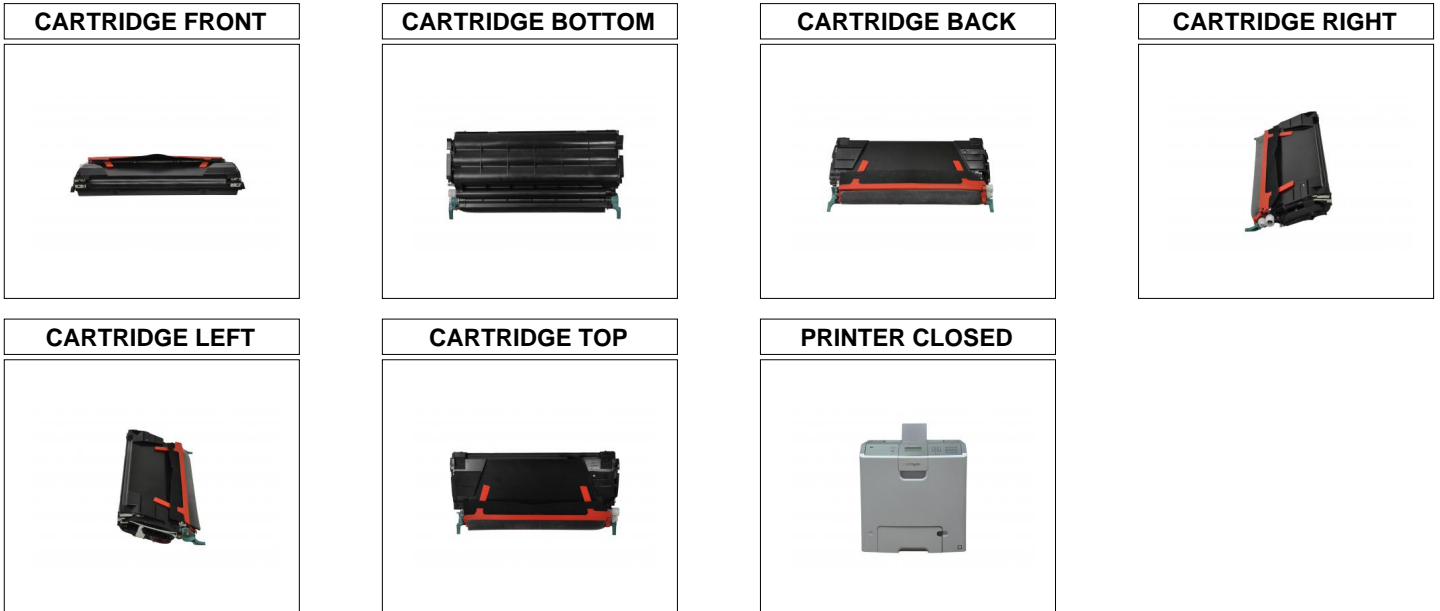 CARTRIDGE FRONT
CARTRIDGE BOTTOM
CARTRIDGE BACK
CARTRIDGE RIGHT
CARTRIDGE LEFT
CARTRIDGE TOP
PRINTER CLOSED